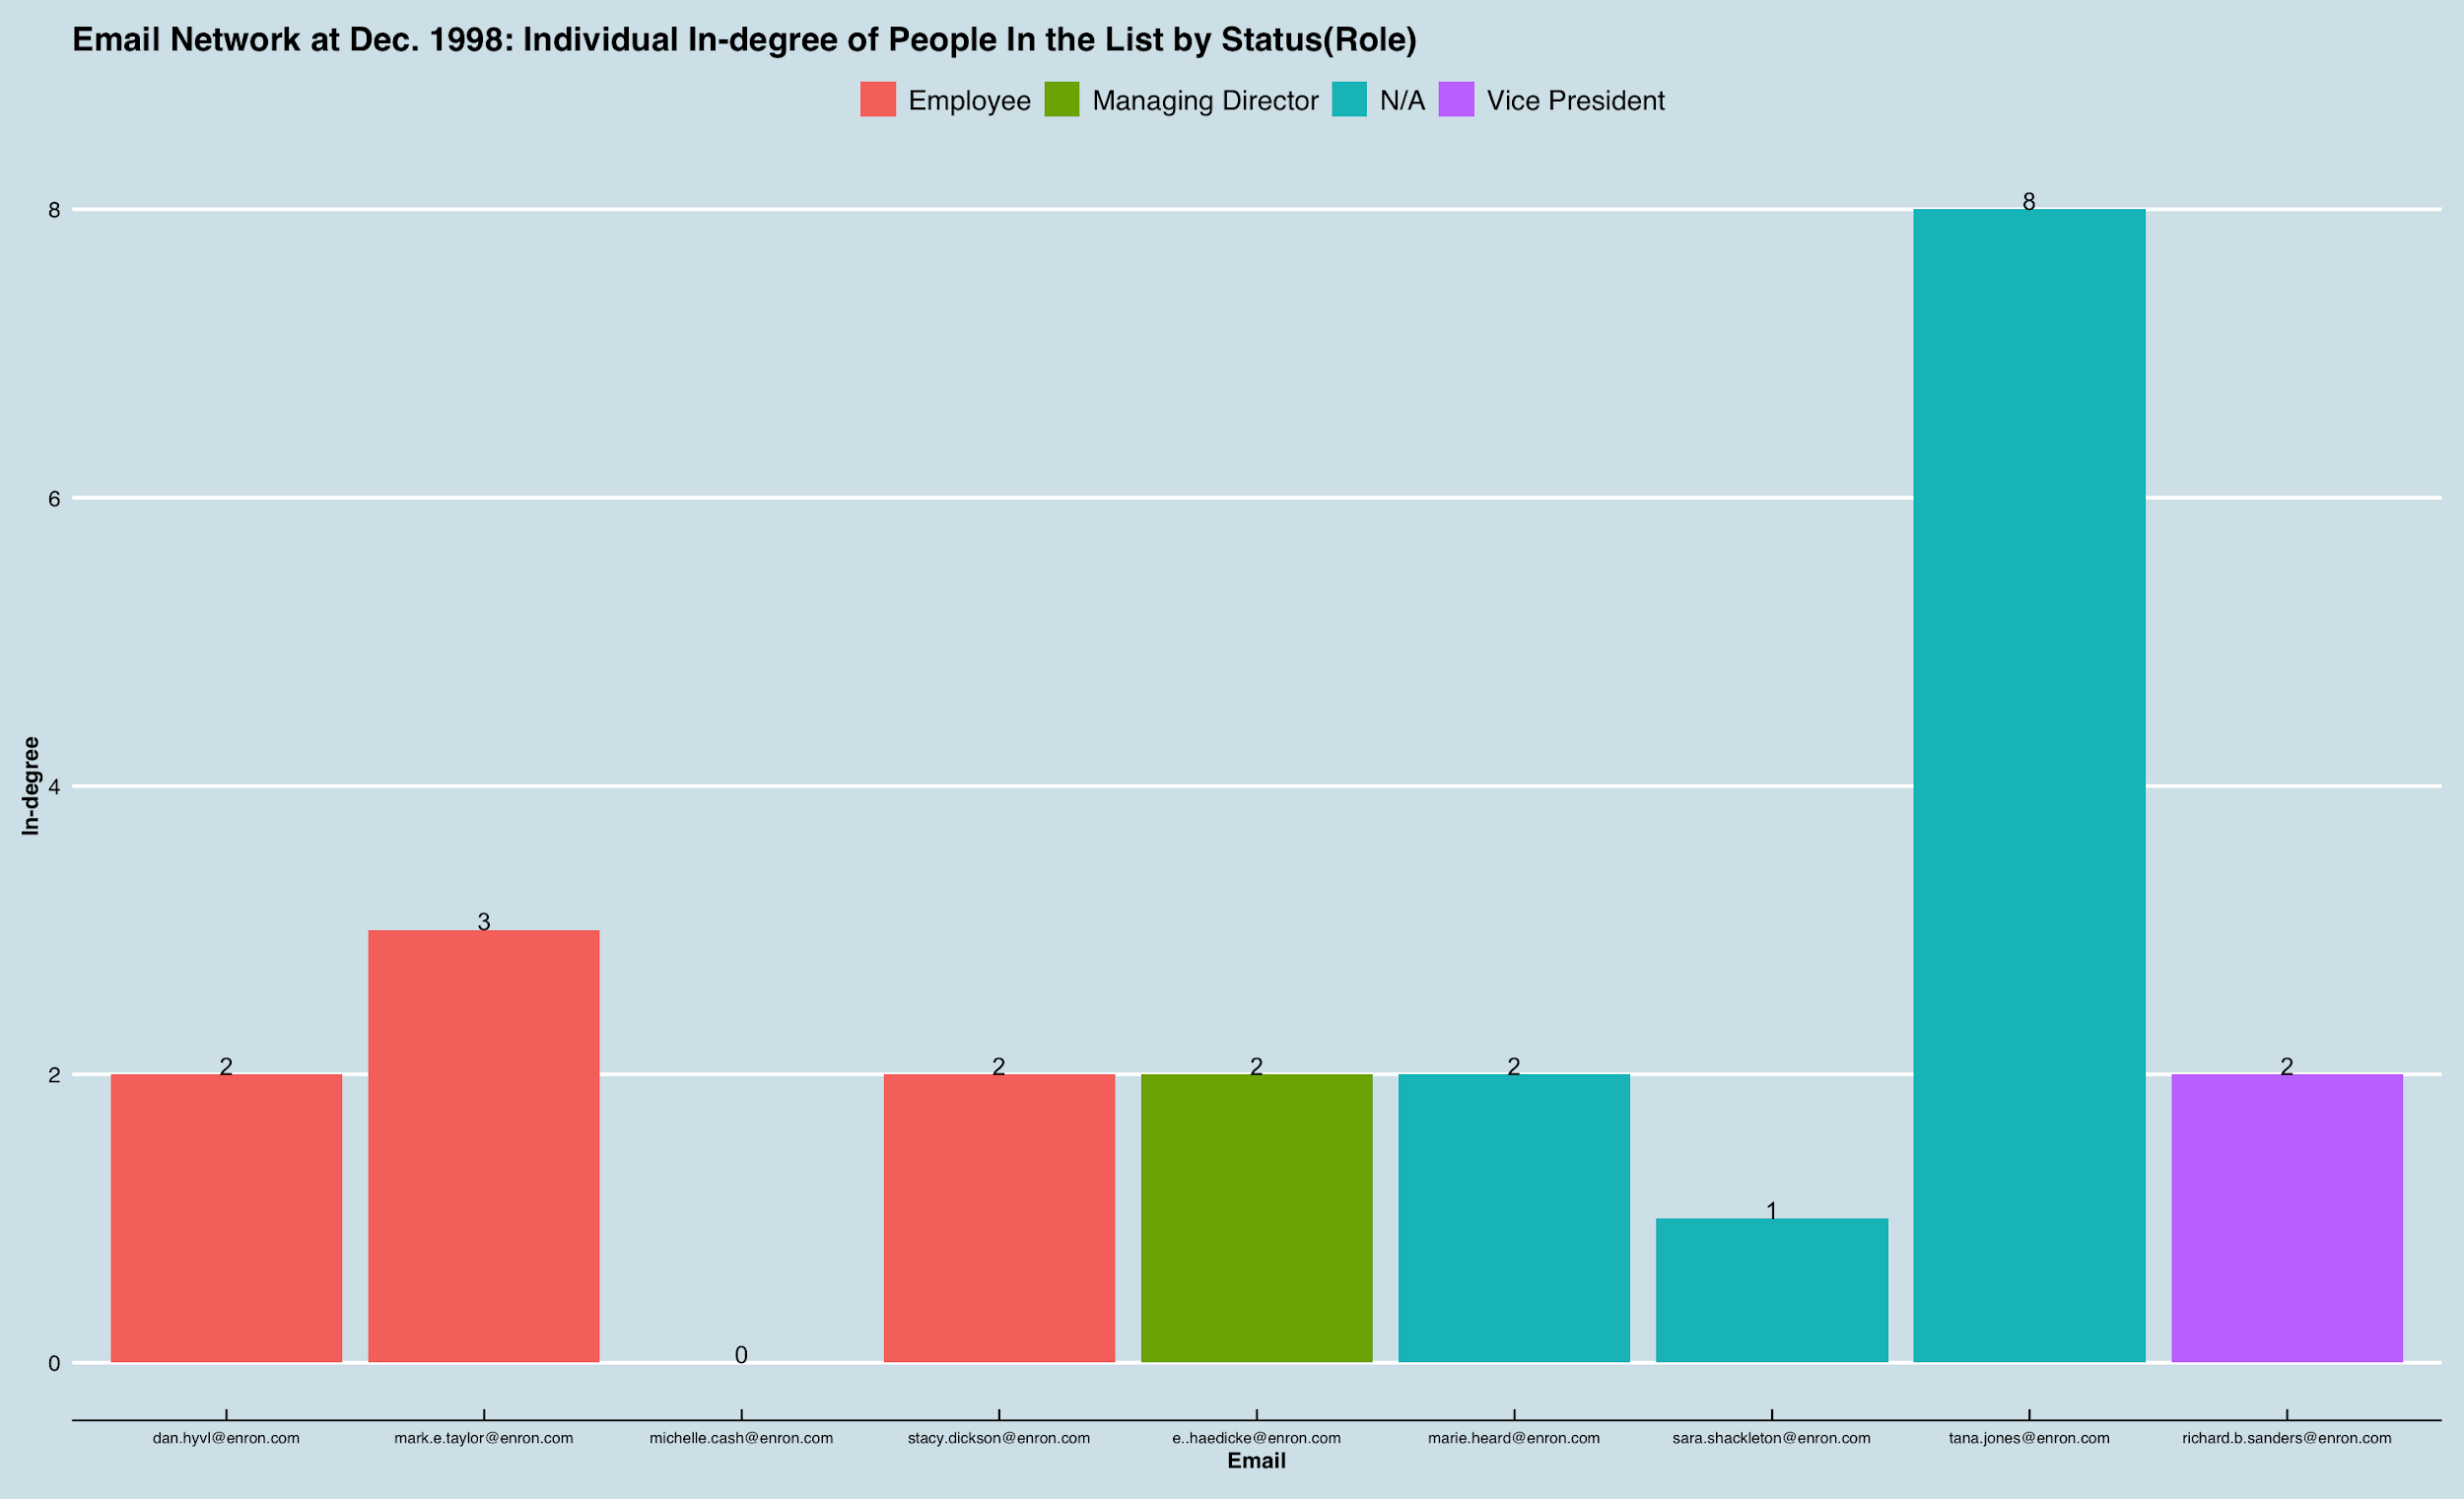 Email Network at Dec. 1998: Individual In-degree of People In the List by Status(Role)
Employee Managing Director N/A Vice President
8
8
6
In-degree
4
3
2
2 2 2 2 2
1
0
0
dan.hyvl@enron.com mark.e.taylor@enron.com michelle.cash@enron.com stacy.dickson@enron.com e..haedicke@enron.com marie.heard@enron.com sara.shackleton@enron.com tana.jones@enron.com richard.b.sanders@enron.com
Email